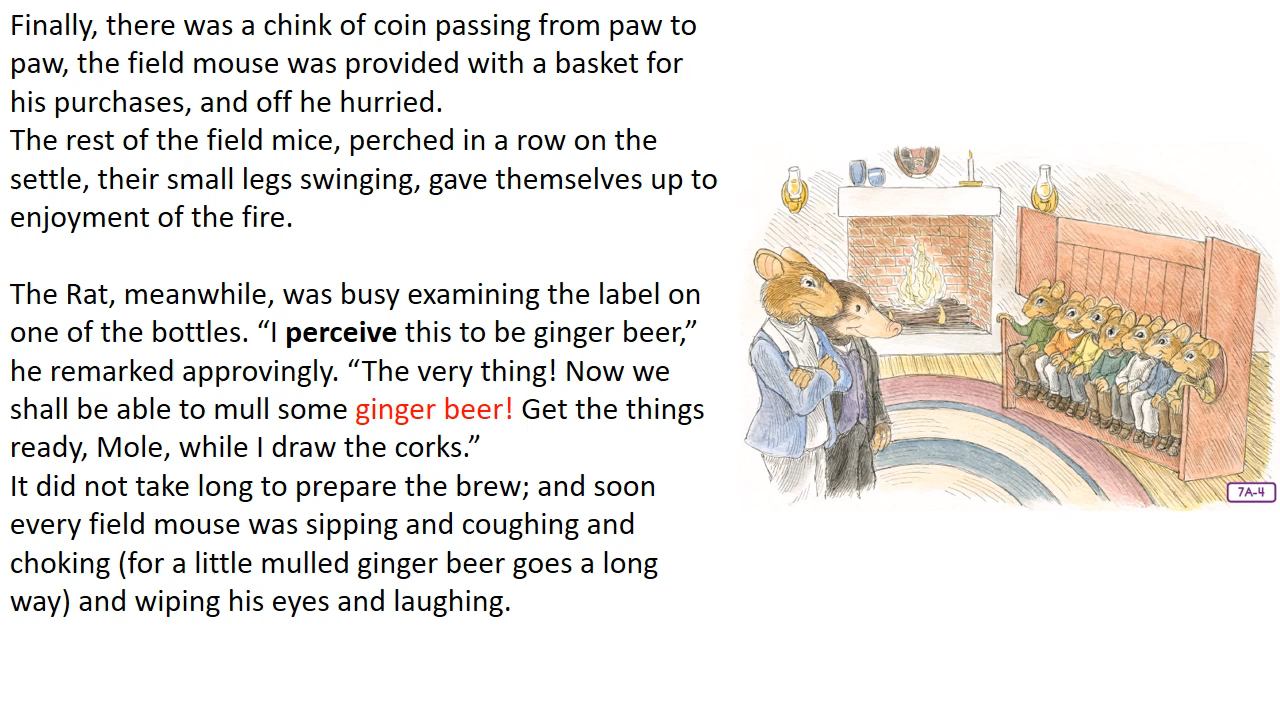 Finally, there was a chink of coin passing from paw to
paw, the field mouse was provided with a basket for
his purchases, and off he hurried.
The rest of the field mice, perched in a row on the
settle, their small legs swinging, gave themselves up to
enjoyment of the fire.
The Rat, meanwhile, was busy examining the label on
one of the bottles. “I perceive this to be ginger beer,”
he remarked approvingly. “The very thing! Now we
shall be able to mull some ginger beer! Get the things
ready, Mole, while I draw the corks.”
It did not take long to prepare the brew; and soon
every field mouse was sipping and coughing and
choking (for a little mulled ginger beer goes a long
way) and wiping his eyes and laughing.
7A-4